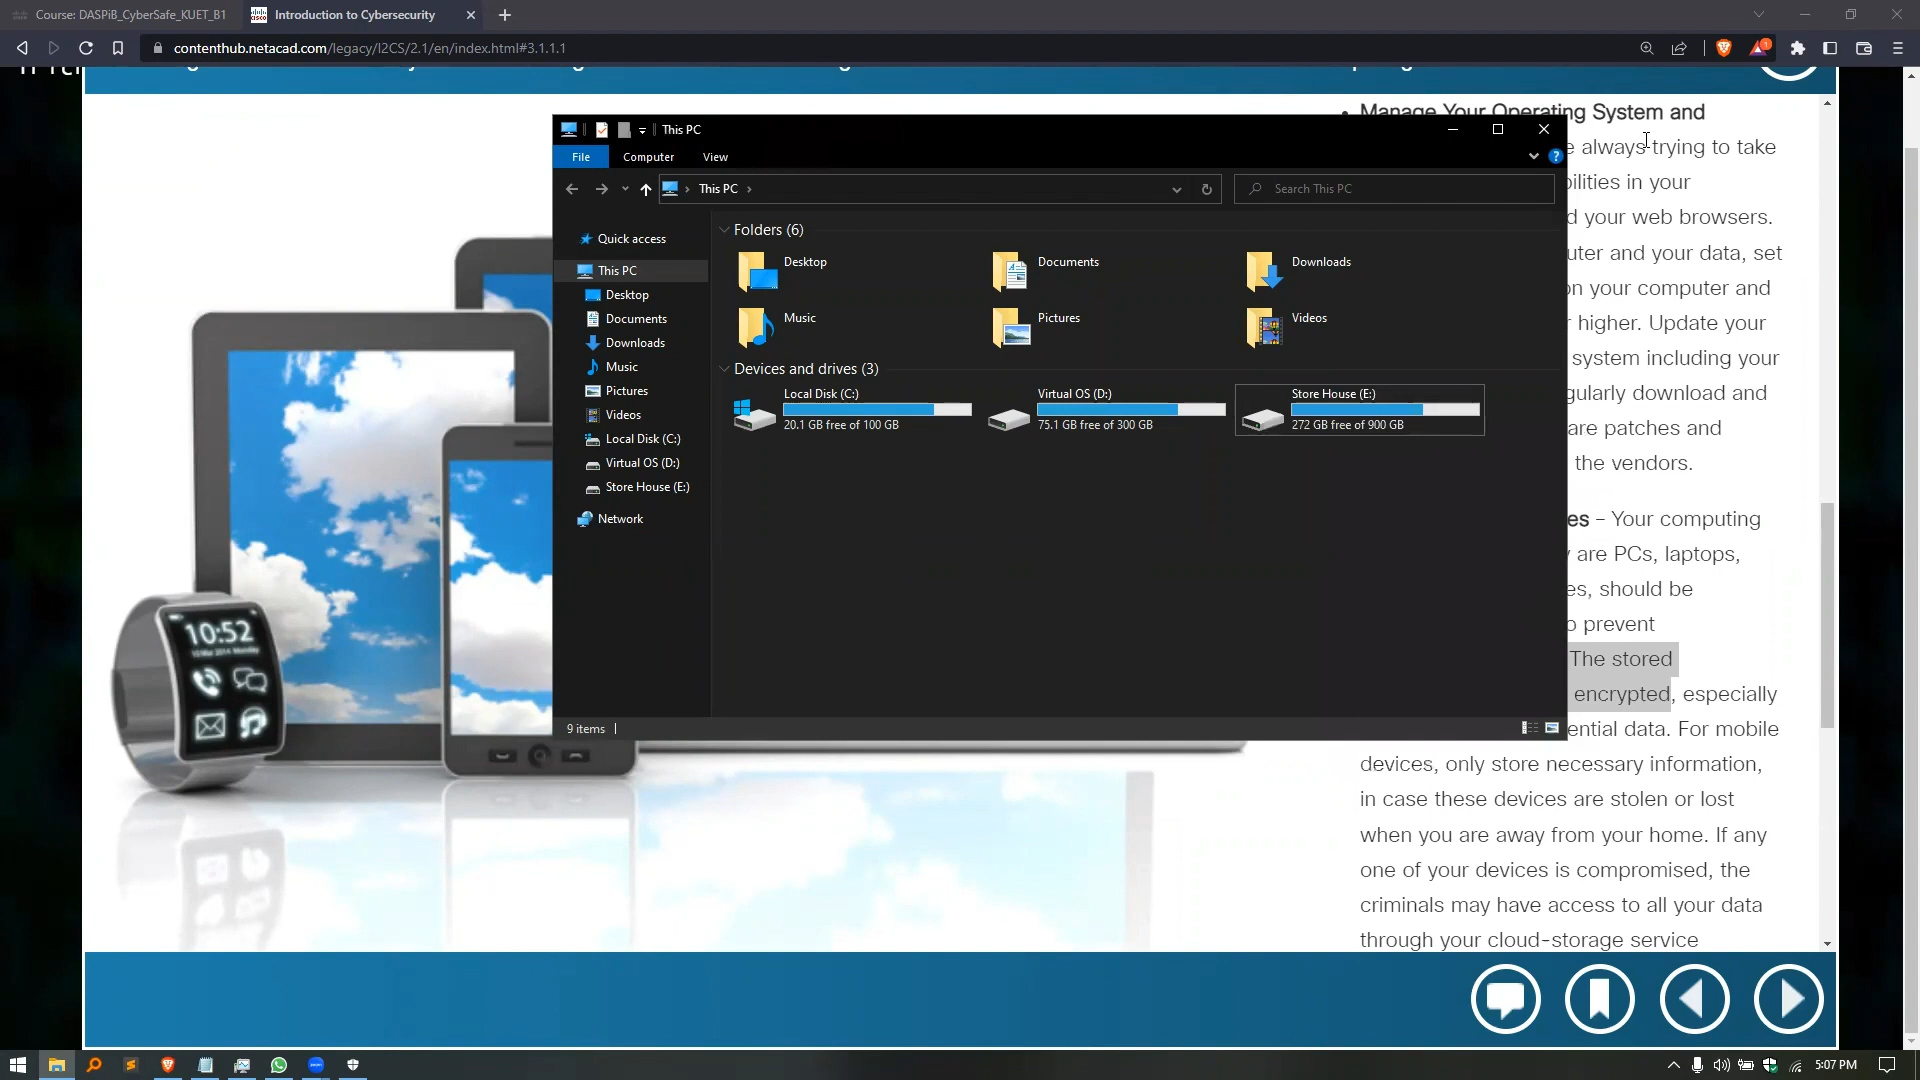 Course: DASPiB_CyberSafe_KUET_B1
Introduction to Cybersecurity
contenthub.netacad.com/legacy/I2CS/2.1/en/index.html#3.1.1.1
Manage Your Operating System and
e always trying to take
bilities in your
d your web browsers.
uter and your data, set
on your computer and
r higher. Update your
system including your
gularly download and
are patches and
the vendors.
es – Your computing
y are PCs, laptops,
es, should be
o prevent
The stored
encrypted, especially
ential data. For mobile
devices, only store necessary information,
in case these devices are stolen or lost
when you are away from your home. If any
one of your devices is compromised, the
criminals may have access to all your data
through your cloud-storage service
This PC
File
Computer
View
This PC
Search This PC
Quick access
This PC
Desktop
Documents
Downloads
Music
Pictures
Videos
Local Disk (C:)
Virtual OS (D:)
Store House (E:)
Network
Folders (6)
Desktop
Documents
Downloads
Music
Pictures
Videos
Devices and drives (3)
Local Disk (C:)
20.1 GB free of 100 GB
Virtual OS (D:)
75.1 GB free of 300 GB
Store House (E:)
272 GB free of 900 GB
9 items
10:52
5:07 PM